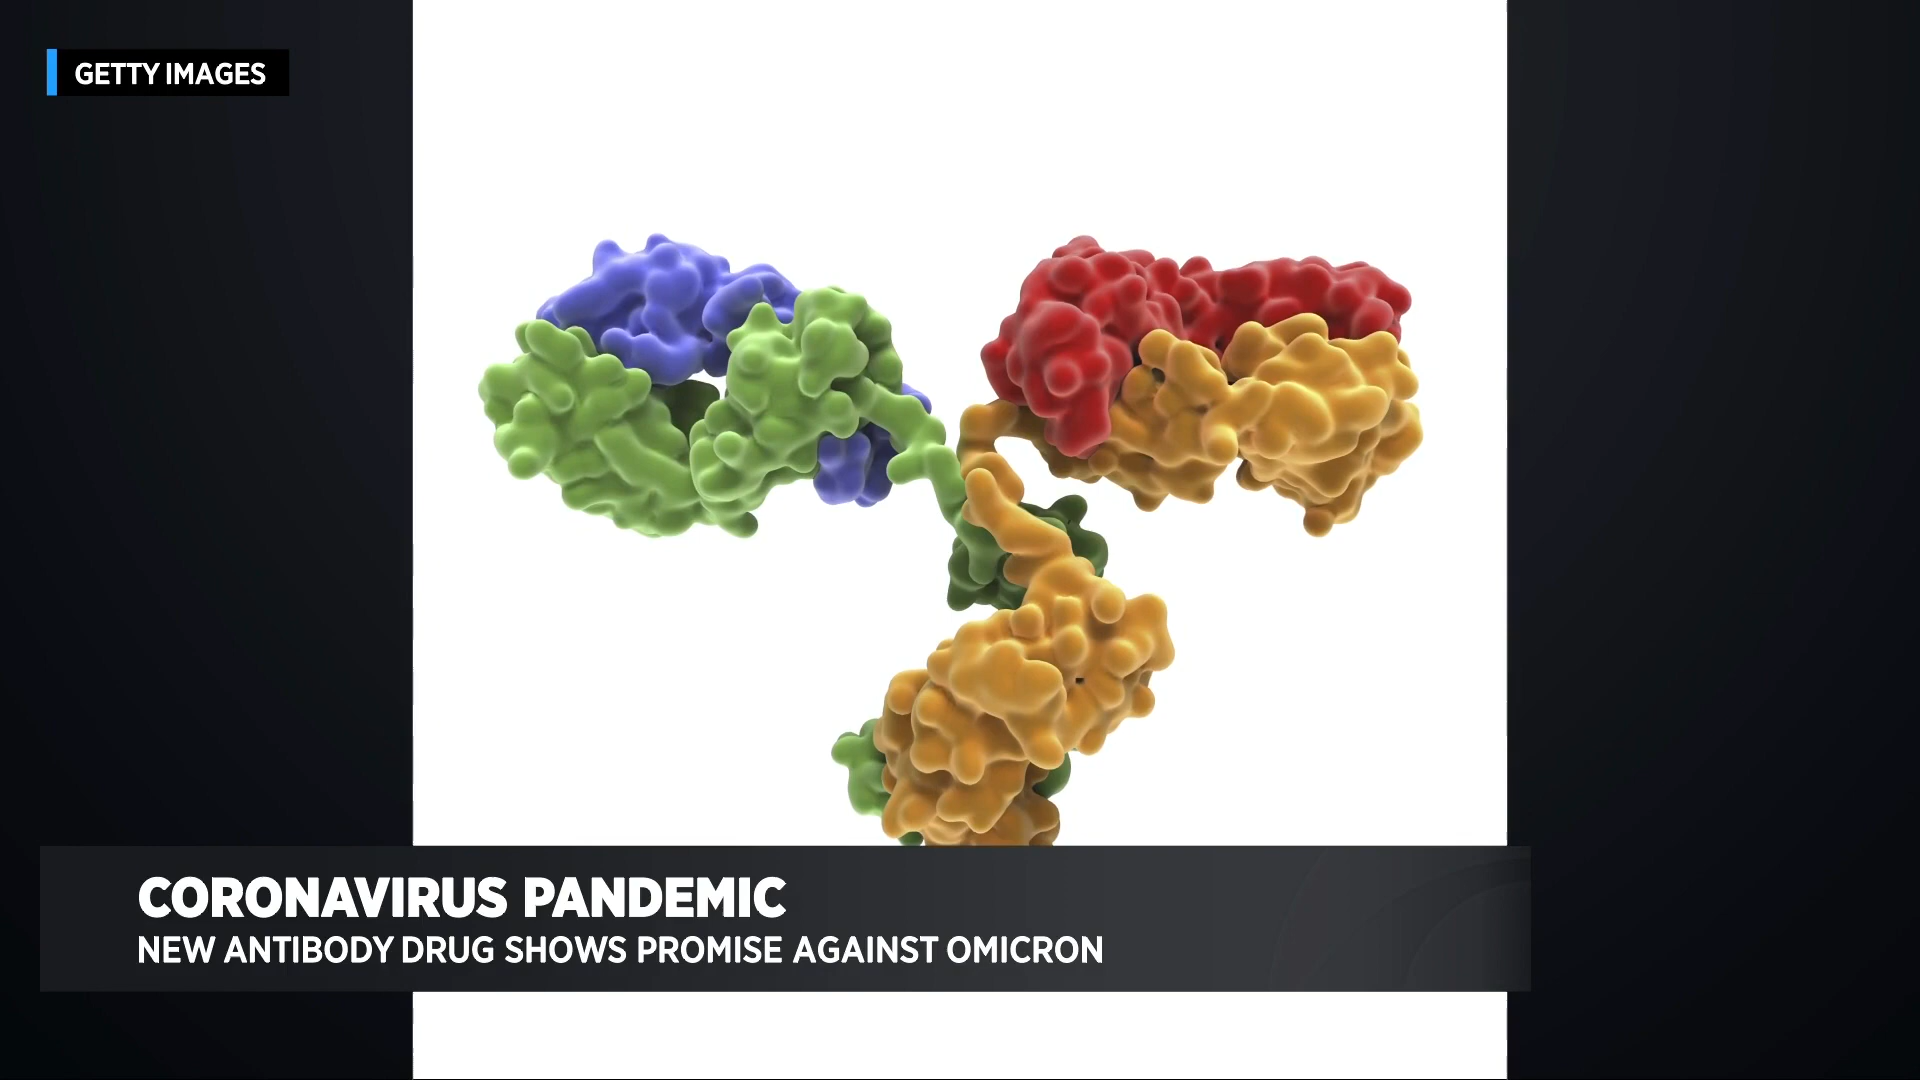 GETTY IMAGES
CORONAVIRUS PANDEMIC
NEW ANTIBODY DRUG SHOWS PROMISE AGAINST OMICRON